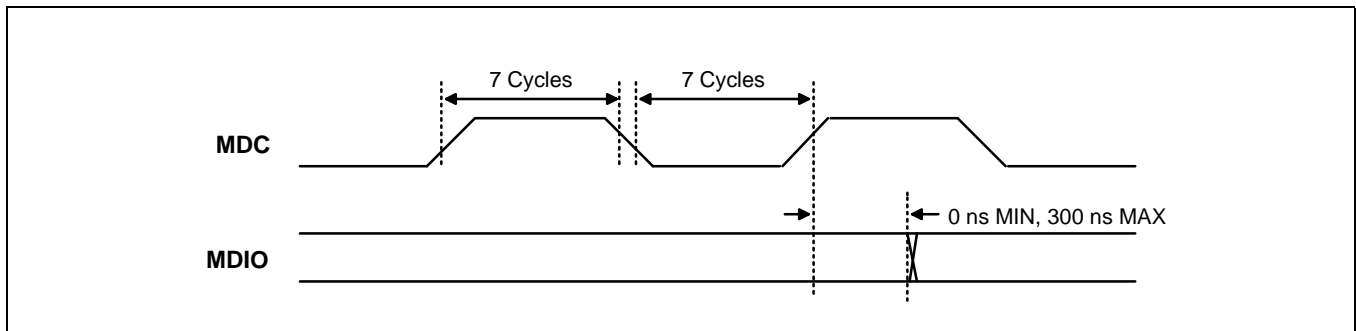 7 Cycles
7 Cycles
MDC
0 ns MIN, 300 ns MAX
MDIO